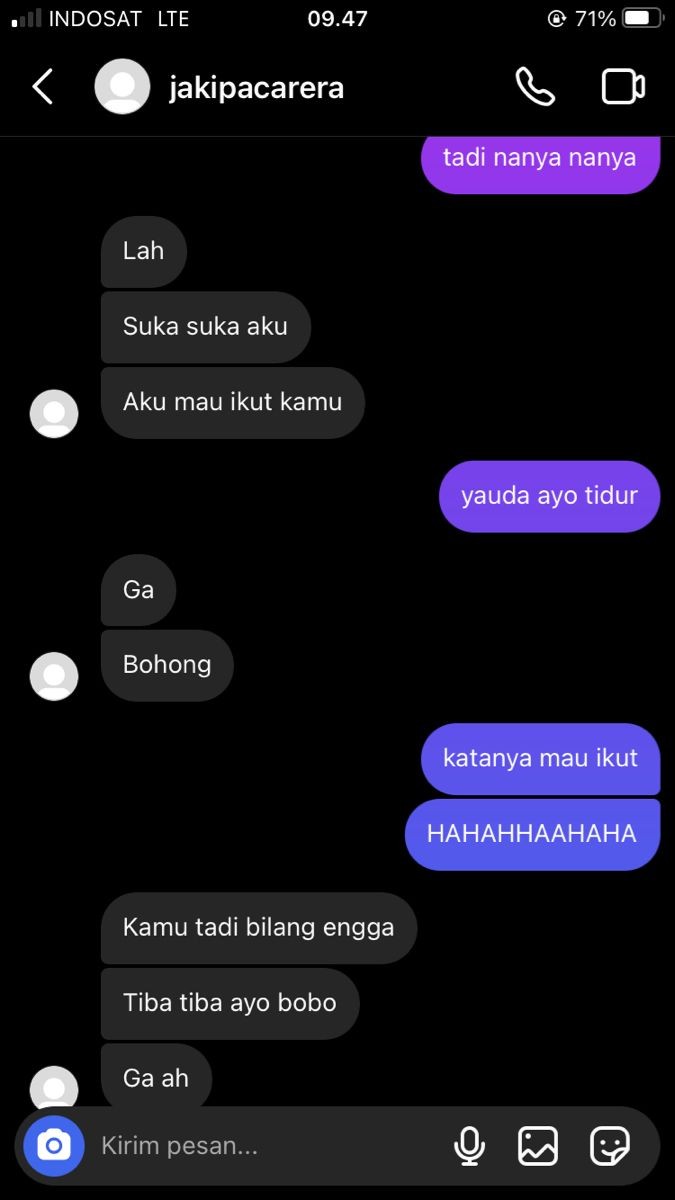 INDOSAT LTE 09.47 71%
jakipacarera
tadi nanya nanya
Lah
Suka suka aku
Aku mau ikut kamu
yauda ayo tidur
Ga
Bohong
katanya mau ikut
HAHAHHAAHAHA
Kamu tadi bilang engga
Tiba tiba ayo bobo
Ga ah
Kirim pesan...